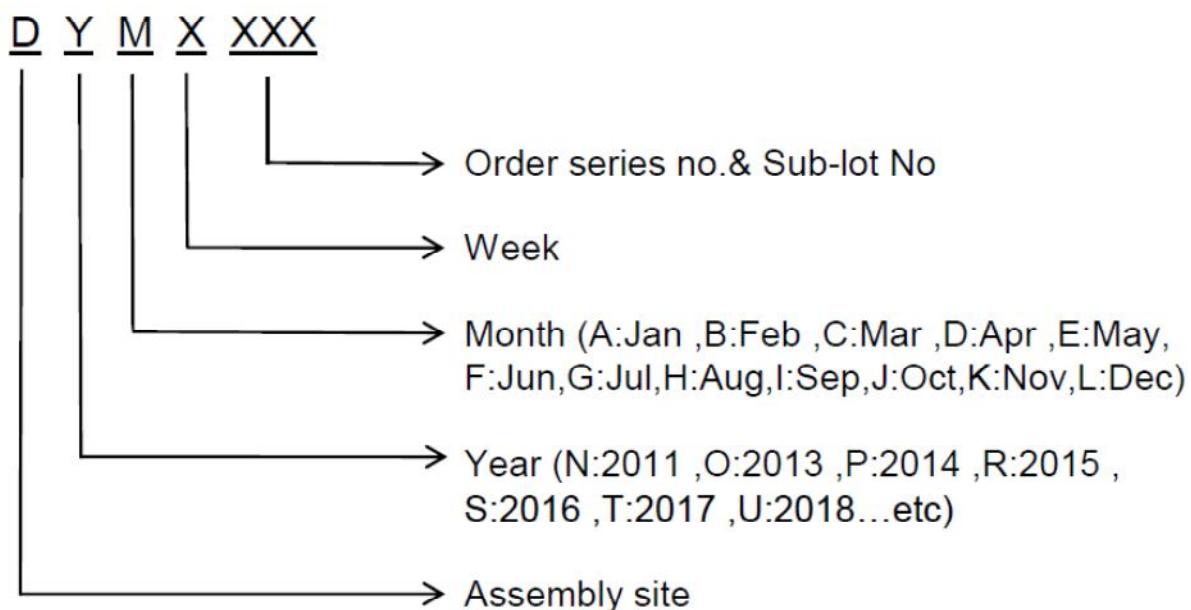 D Y M X XXX
Order series no.& Sub-lot No
Week
Month (A:Jan ,B:Feb ,C:Mar ,D:Apr ,E:May,
F:Jun,G:Jul,H:Aug,I:Sep,J:Oct,K:Nov,L:Dec)
Year (N:2011 ,O:2013 ,P:2014 ,R:2015 ,
S:2016 ,T:2017 ,U:2018...etc)
Assembly site